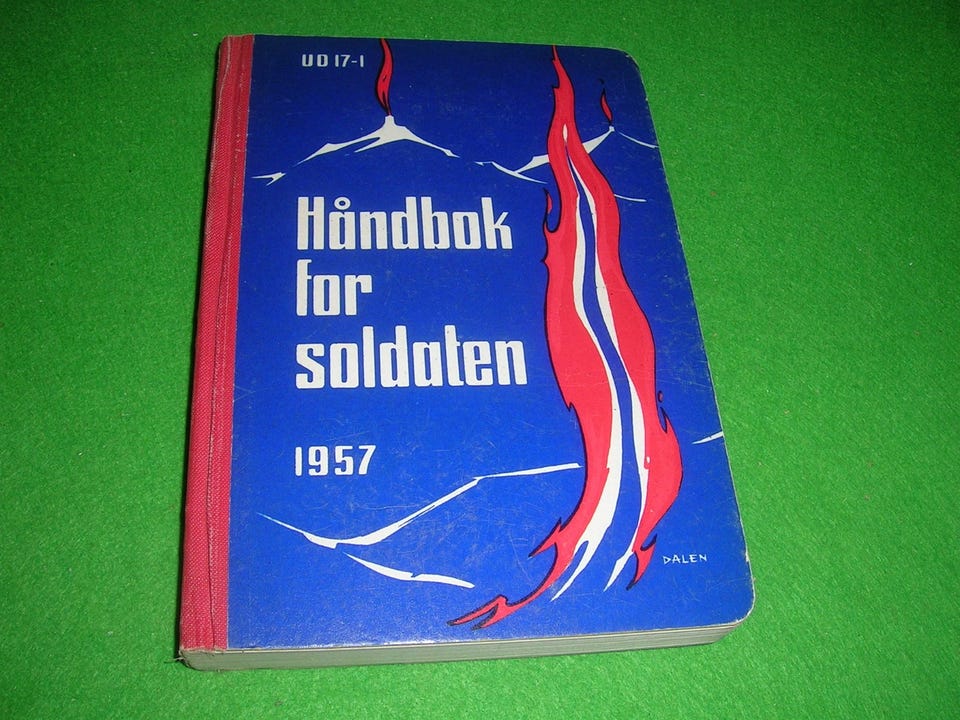 UD 17-1
Håndbok
for
soldaten
1957
DALEN